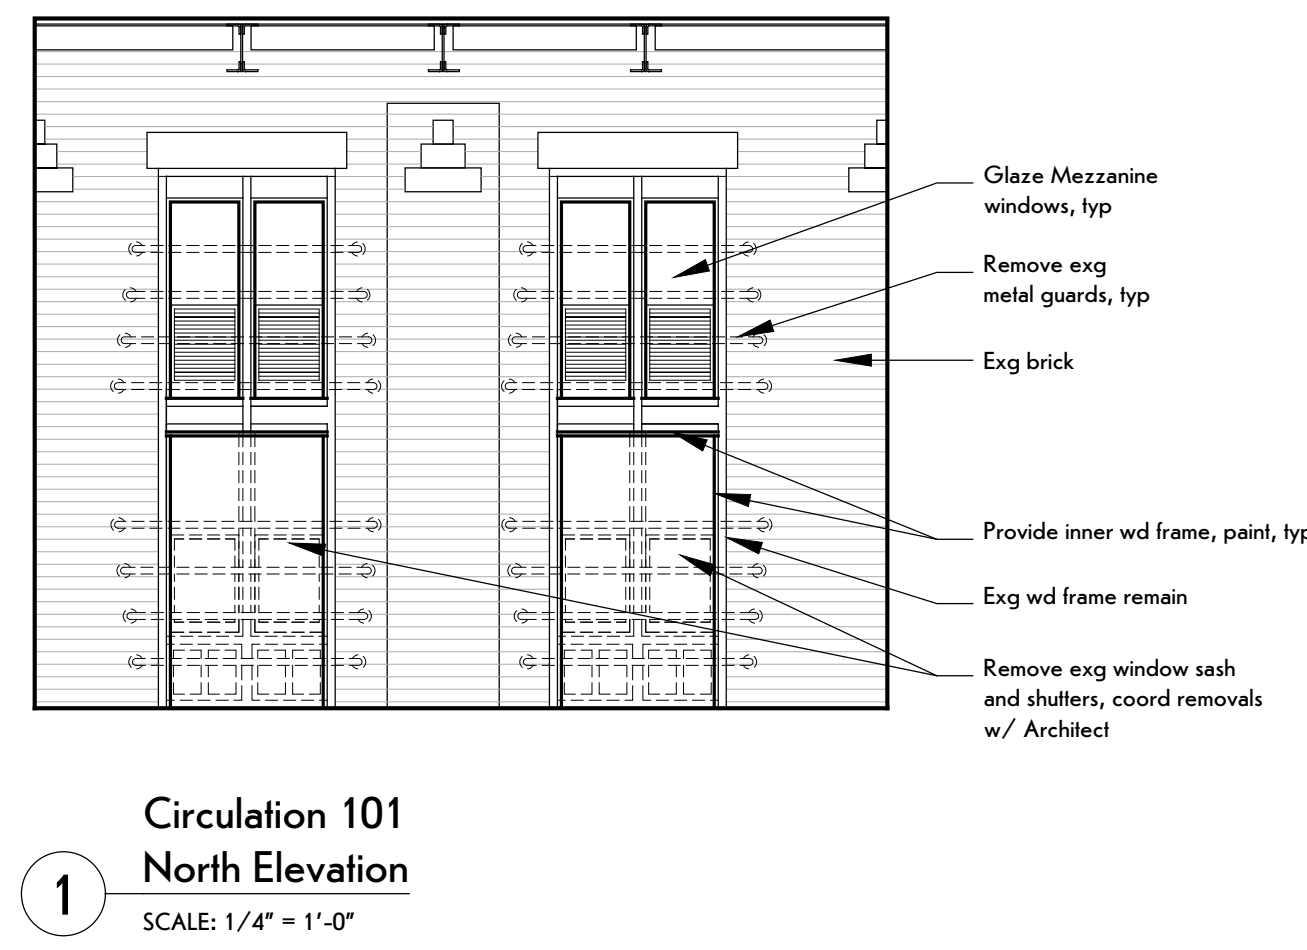 Glaze Mezzanine
windows, typ
Remove exg
metal guards, typ
Exg brick
Provide inner wd frame, paint, typ
Exg wd frame remain
Remove exg window sash
and shutters, coord removals
w/ Architect
Circulation 101
North Elevation
1
SCALE: 1/4" = 1'-0"